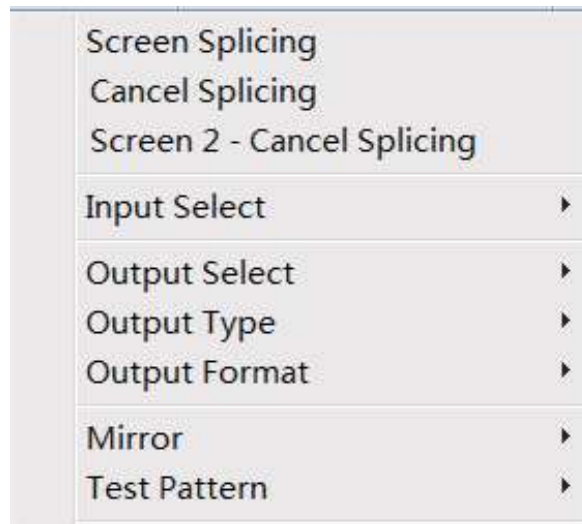 Screen Splicing
Cancel Splicing
Screen 2 - Cancel Splicing
Input Select
Output Select
Output Type
Output Format
Mirror
Test Pattern